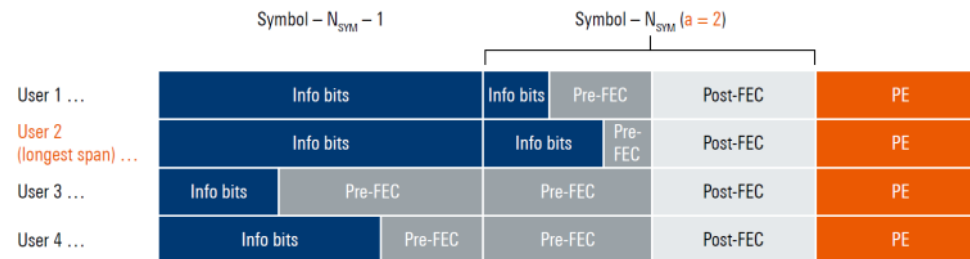 Symbol – N_SYM – 1 Symbol – N_SYM (a = 2)
User 1 … Info bits Info bits Pre-FEC Post-FEC PE
User 2 (longest span) … Info bits Info bits Pre-FEC Post-FEC PE
User 3 … Info bits Pre-FEC Pre-FEC Post-FEC PE
User 4 … Info bits Pre-FEC Pre-FEC Post-FEC PE